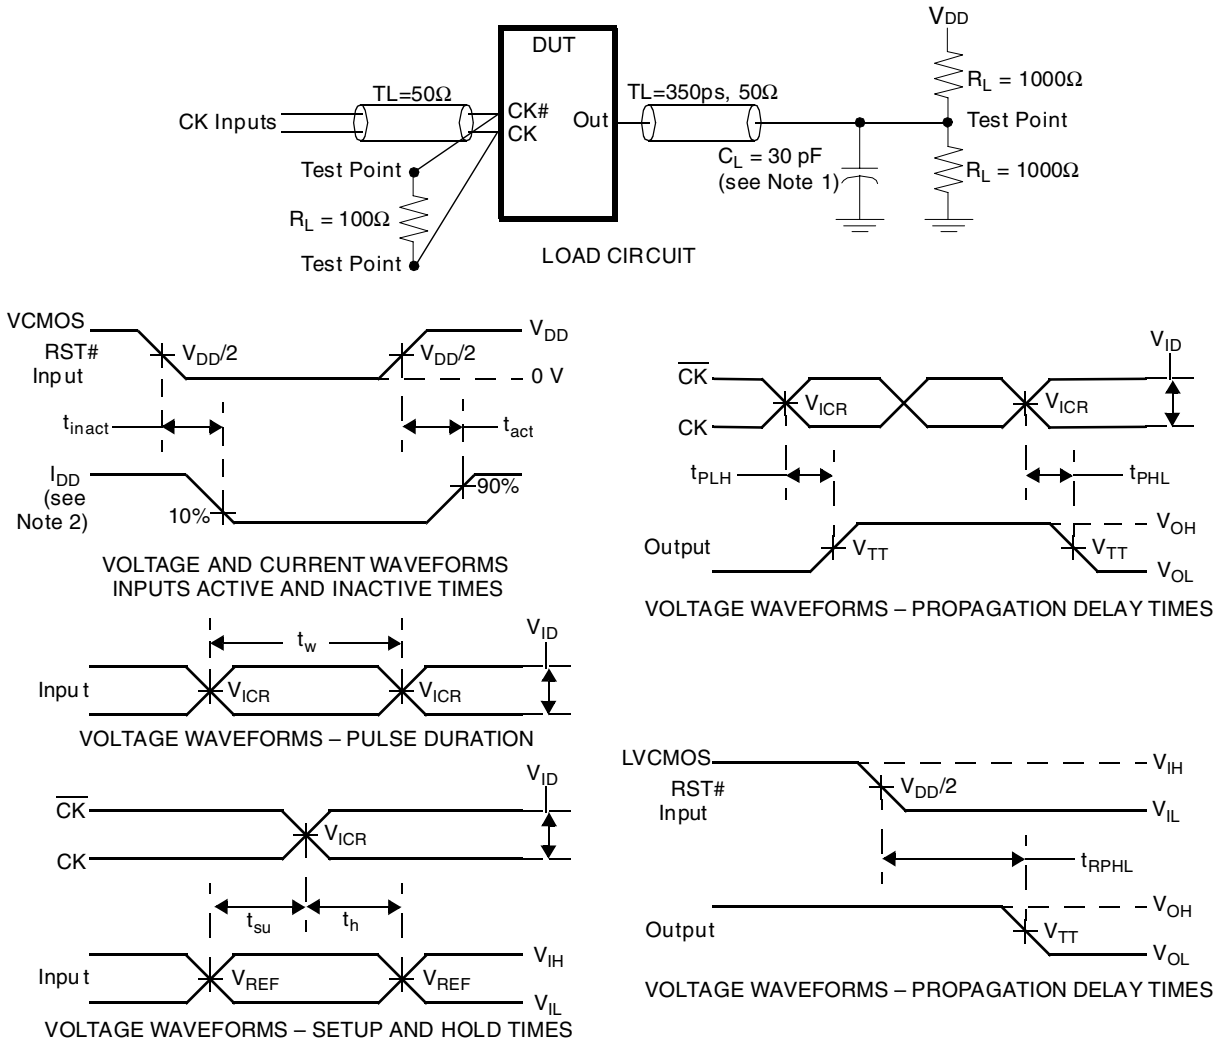 VDD
DUT
TL=50Ω
TL=350ps, 50Ω
R_L = 1000Ω
CK#
CK Inputs
CK
Out
Test Point
Test Point
C_L = 30 pF
(see Note 1)
R_L = 1000Ω
R_L = 100Ω
Test Point
LOAD CIRCUIT
VCMOS
RST#
Input
V_DD/2
V_DD/2
V_DD
0 V
t_inact
t_act
I_DD
(see
Note 2)
10%
90%
VOLTAGE AND CURRENT WAVEFORMS
INPUTS ACTIVE AND INACTIVE TIMES
V_ID
C̅K̅
CK
V_ICR
V_ICR
t_PLH
t_PHL
Output
V_TT
V_TT
V_OH
V_OL
VOLTAGE WAVEFORMS – PROPAGATION DELAY TIMES
t_w
V_ID
Input
V_ICR
V_ICR
VOLTAGE WAVEFORMS – PULSE DURATION
V_ID
C̅K̅
CK
V_ICR
t_su
t_h
Input
V_REF
V_REF
V_IH
V_IL
VOLTAGE WAVEFORMS – SETUP AND HOLD TIMES
LVCMOS
RST#
Input
V_DD/2
V_IH
V_IL
t_RPHL
Output
V_TT
V_OH
V_OL
VOLTAGE WAVEFORMS – PROPAGATION DELAY TIMES